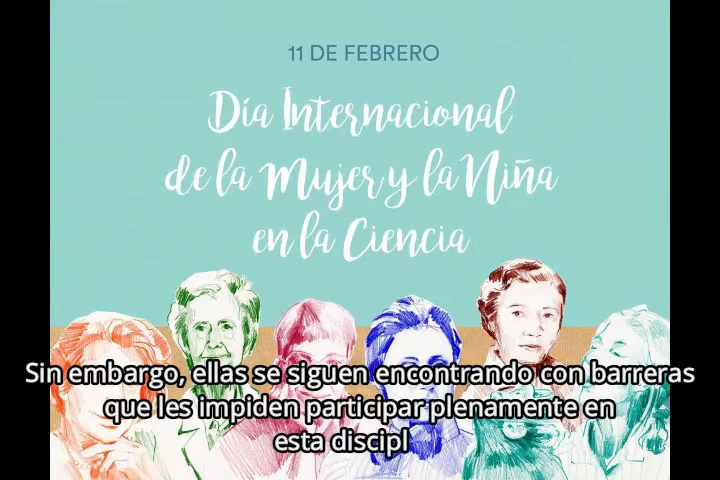 11 DE FEBRERO
Día Internacional
de la Mujer y la Niña
en la Ciencia
Sin embargo, ellas se siguen encontrando con barreras
que les impiden participar plenamente en
esta discipl